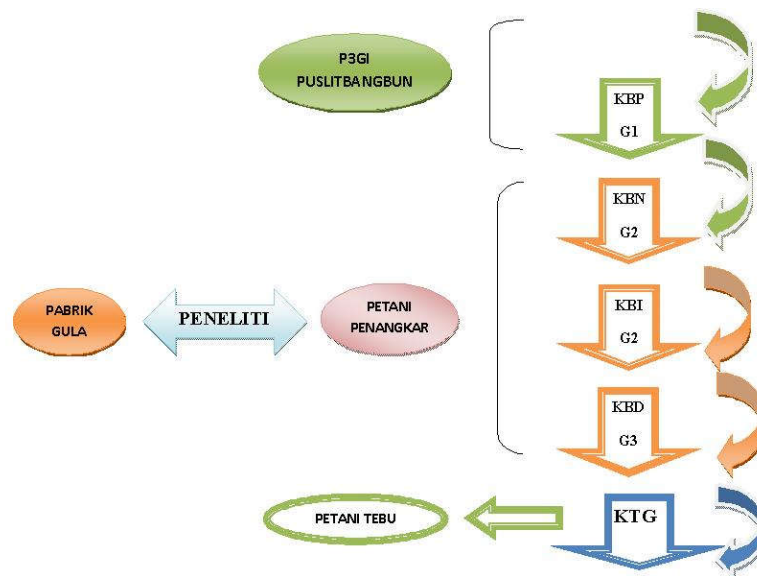 P3GI
PUSLITBANGBUN
KBP
G1
KBN
G2
PABRIK
GULA
PENELITI
PETANI
PENANGKAR
KBI
G2
KBD
G3
PETANI TEBU
KTG